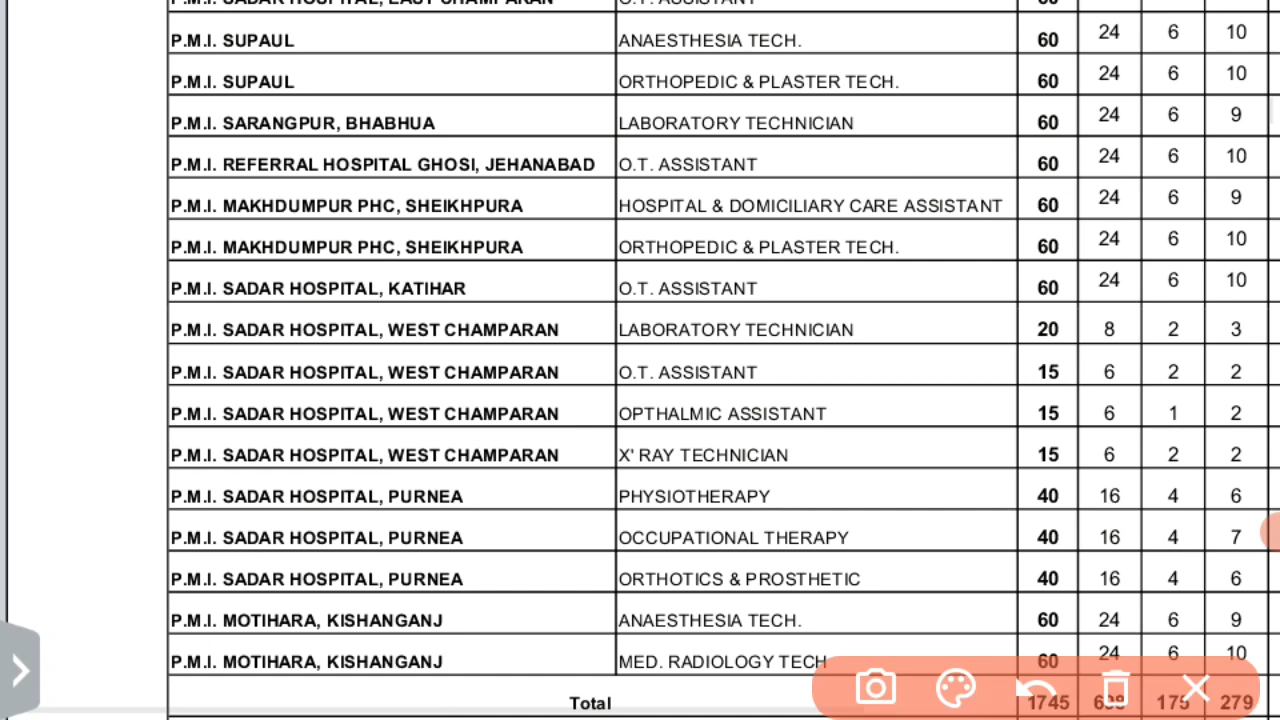 P.M.I. SADAR HOSPITAL, EAST CHAMPARAN O.T. ASSISTANT 60
P.M.I. SUPAUL ANAESTHESIA TECH. 60 24 6 10
P.M.I. SUPAUL ORTHOPEDIC & PLASTER TECH. 60 24 6 10
P.M.I. SARANGPUR, BHABHUA LABORATORY TECHNICIAN 60 24 6 9
P.M.I. REFERRAL HOSPITAL GHOSI, JEHANABAD O.T. ASSISTANT 60 24 6 10
P.M.I. MAKHDUMPUR PHC, SHEIKHPURA HOSPITAL & DOMICILIARY CARE ASSISTANT 60 24 6 9
P.M.I. MAKHDUMPUR PHC, SHEIKHPURA ORTHOPEDIC & PLASTER TECH. 60 24 6 10
P.M.I. SADAR HOSPITAL, KATIHAR O.T. ASSISTANT 60 24 6 10
P.M.I. SADAR HOSPITAL, WEST CHAMPARAN LABORATORY TECHNICIAN 20 8 2 3
P.M.I. SADAR HOSPITAL, WEST CHAMPARAN O.T. ASSISTANT 15 6 2 2
P.M.I. SADAR HOSPITAL, WEST CHAMPARAN OPTHALMIC ASSISTANT 15 6 1 2
P.M.I. SADAR HOSPITAL, WEST CHAMPARAN X' RAY TECHNICIAN 15 6 2 2
P.M.I. SADAR HOSPITAL, PURNEA PHYSIOTHERAPY 40 16 4 6
P.M.I. SADAR HOSPITAL, PURNEA OCCUPATIONAL THERAPY 40 16 4 7
P.M.I. SADAR HOSPITAL, PURNEA ORTHOTICS & PROSTHETIC 40 16 4 6
P.M.I. MOTIHARA, KISHANGANJ ANAESTHESIA TECH. 60 24 6 9
P.M.I. MOTIHARA, KISHANGANJ MED. RADIOLOGY TECH 60 24 6 10
Total 1745 175 279